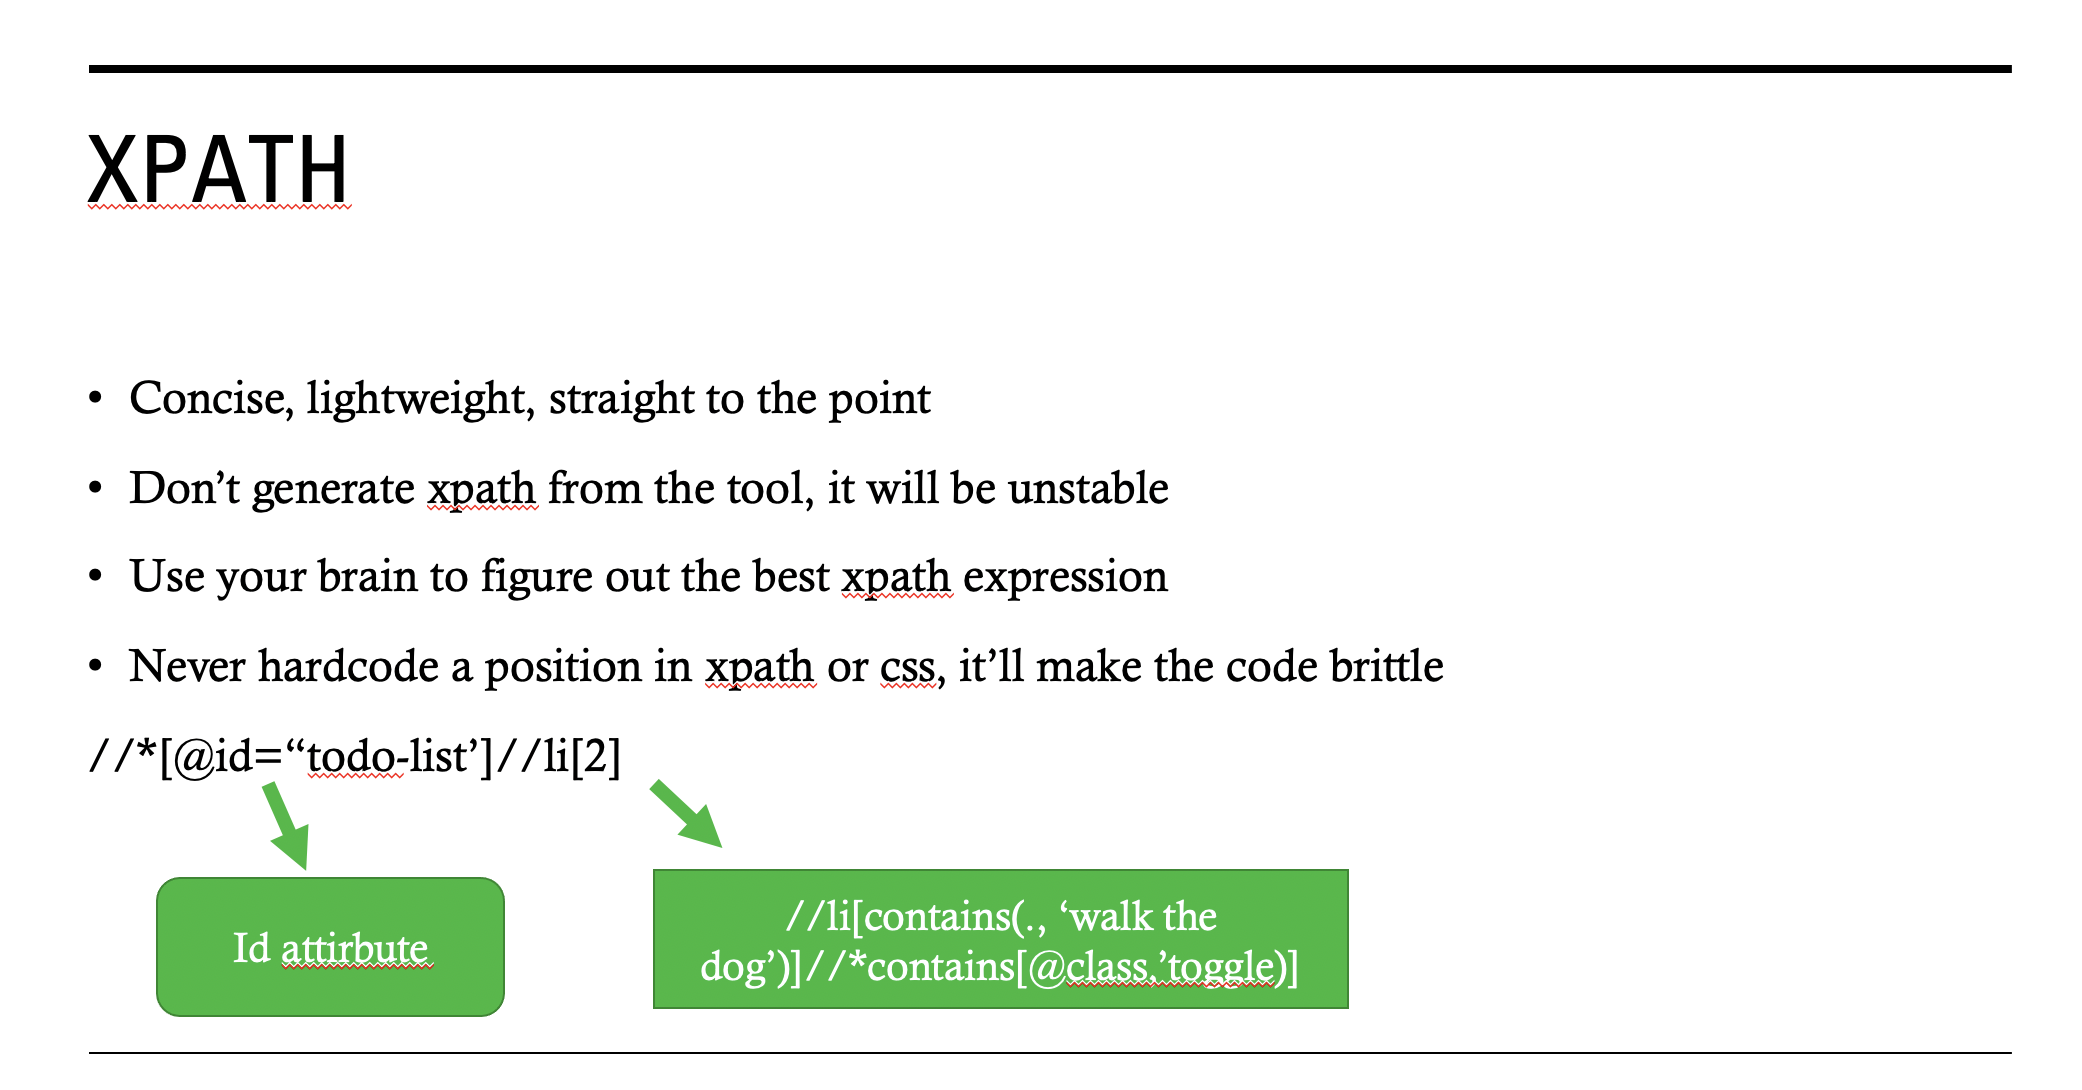 XPATH
• Concise, lightweight, straight to the point
• Don’t generate xpath from the tool, it will be unstable
• Use your brain to figure out the best xpath expression
• Never hardcode a position in xpath or css, it’ll make the code brittle
//*[@id=“todo-list’]//li[2]
Id attirbute
//li[contains(., ‘walk the
dog’)]//*contains[@class,’toggle)]